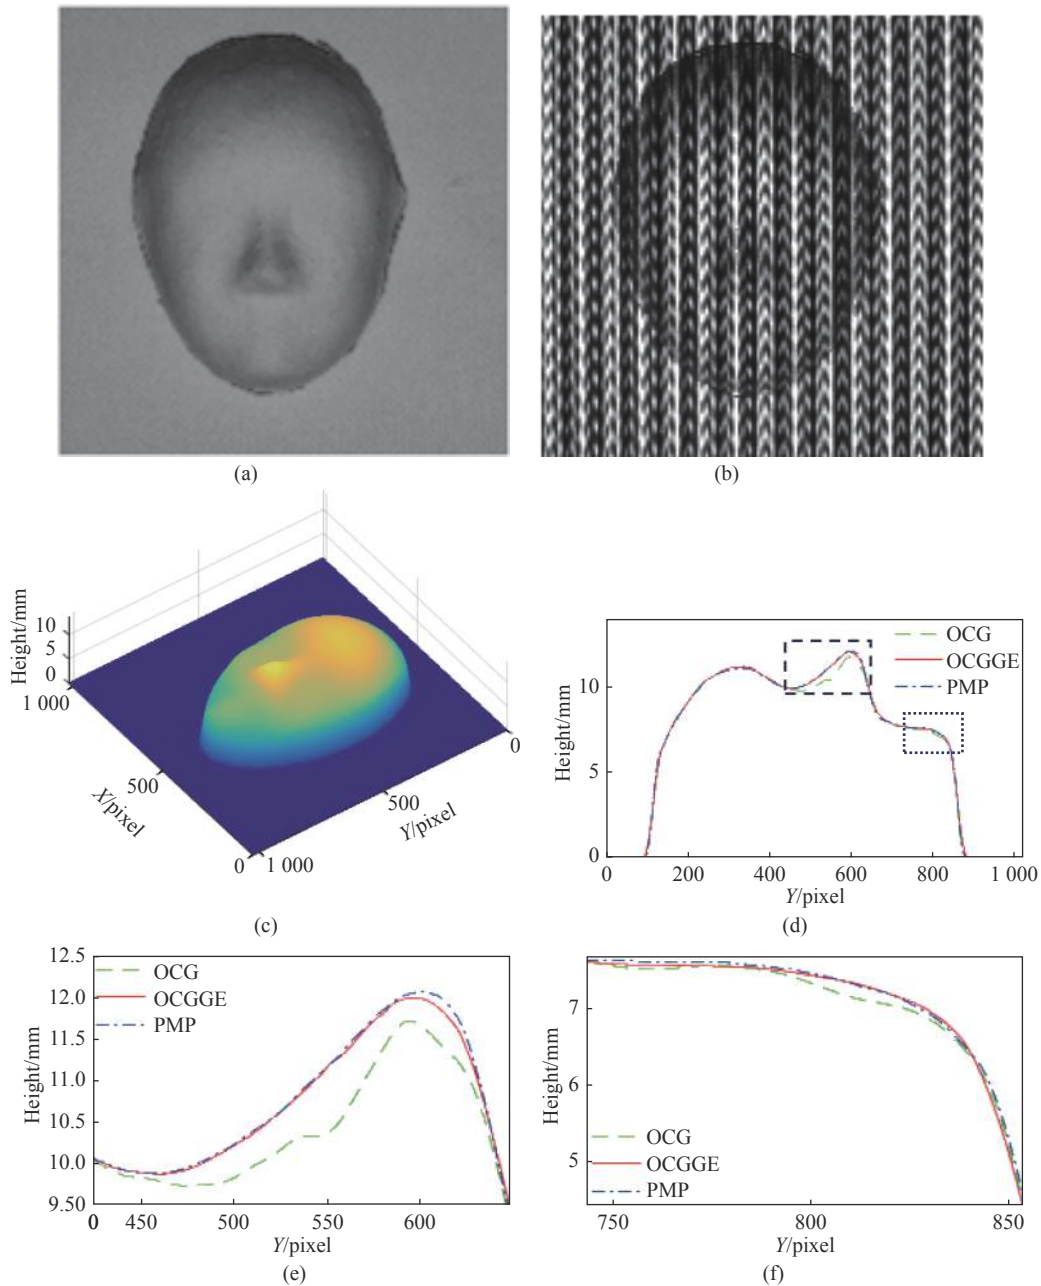 (a)
(b)
Height/mm
10
5
0
1 000
500
X/pixel
0
1 000
500
Y/pixel
0
(c)
Height/mm
10
5
0
0
200
400
600
800
1 000
Y/pixel
OCG
OCGGE
PMP
(d)
Height/mm
12.5
12.0
11.5
11.0
10.5
10.0
9.50
0
450
500
550
600
Y/pixel
OCG
OCGGE
PMP
(e)
Height/mm
7
6
5
750
800
850
Y/pixel
OCG
OCGGE
PMP
(f)